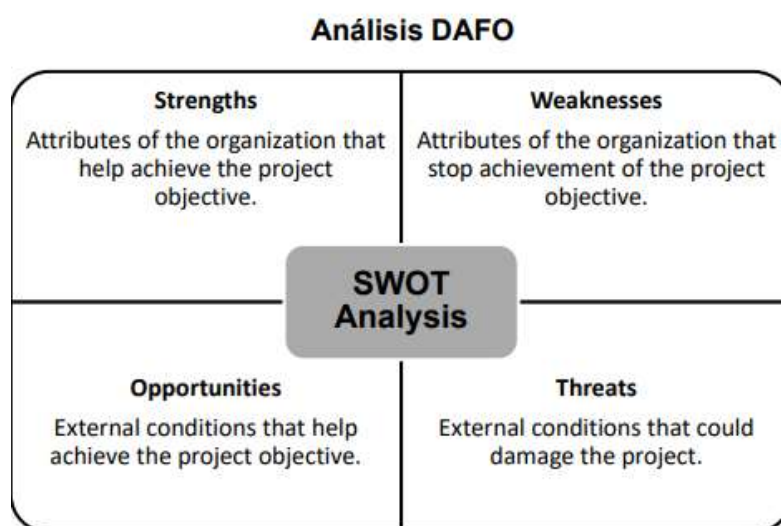 Análisis DAFO
Strengths
Attributes of the organization that
help achieve the project
objective.
Weaknesses
Attributes of the organization that
stop achievement of the project
objective.
SWOT
Analysis
Opportunities
External conditions that help
achieve the project objective.
Threats
External conditions that could
damage the project.